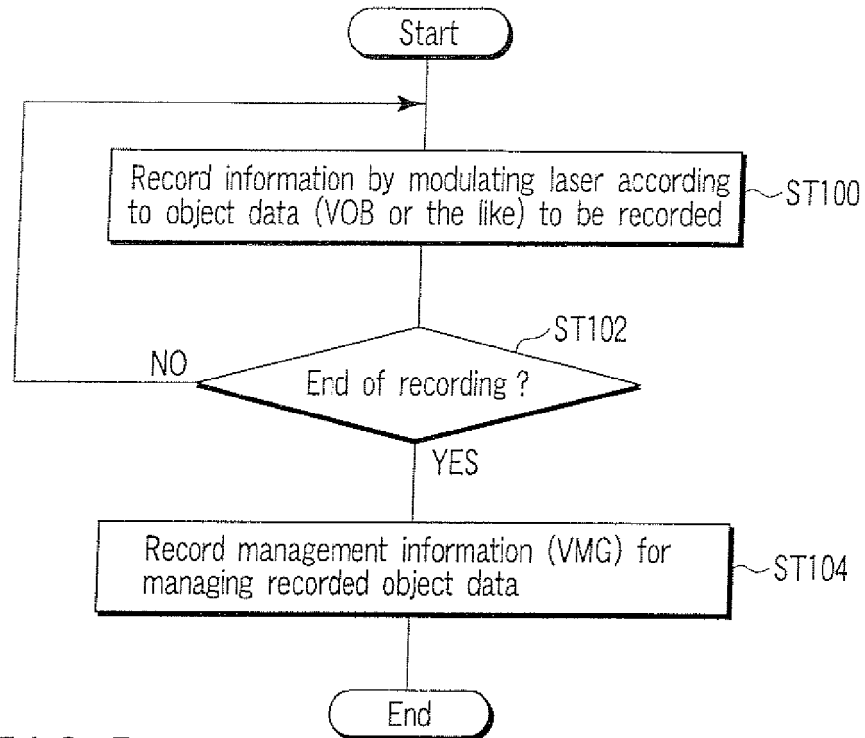 Start
Record information by modulating laser according
to object data (VOB or the like) to be recorded
ST100
ST102
NO
End of recording ?
YES
Record management information (VMG) for
managing recorded object data
ST104
End